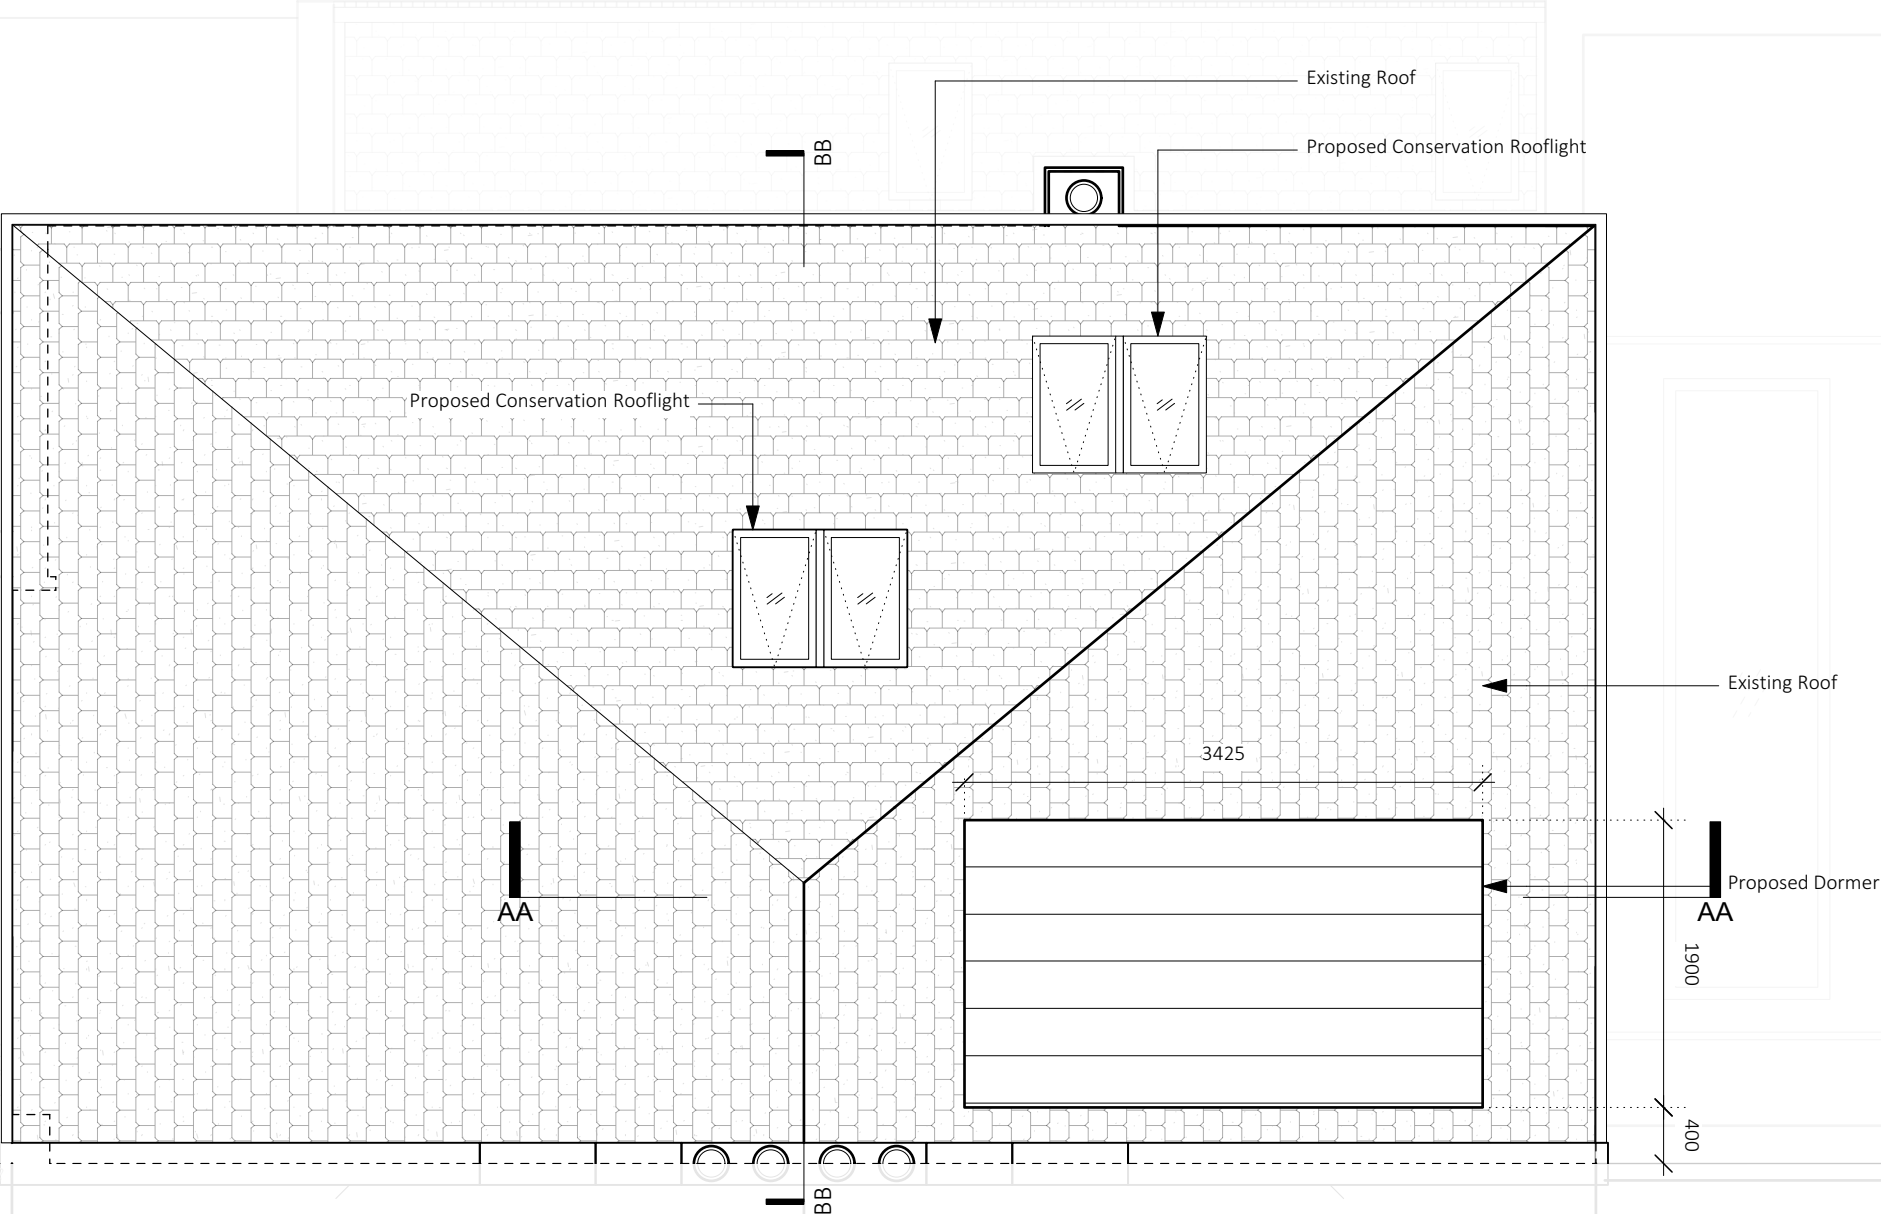 Existing Roof
BB
Proposed Conservation Rooflight
Proposed Conservation Rooflight
Existing Roof
3425
Proposed Dormer
AA
AA
1900
400
BB